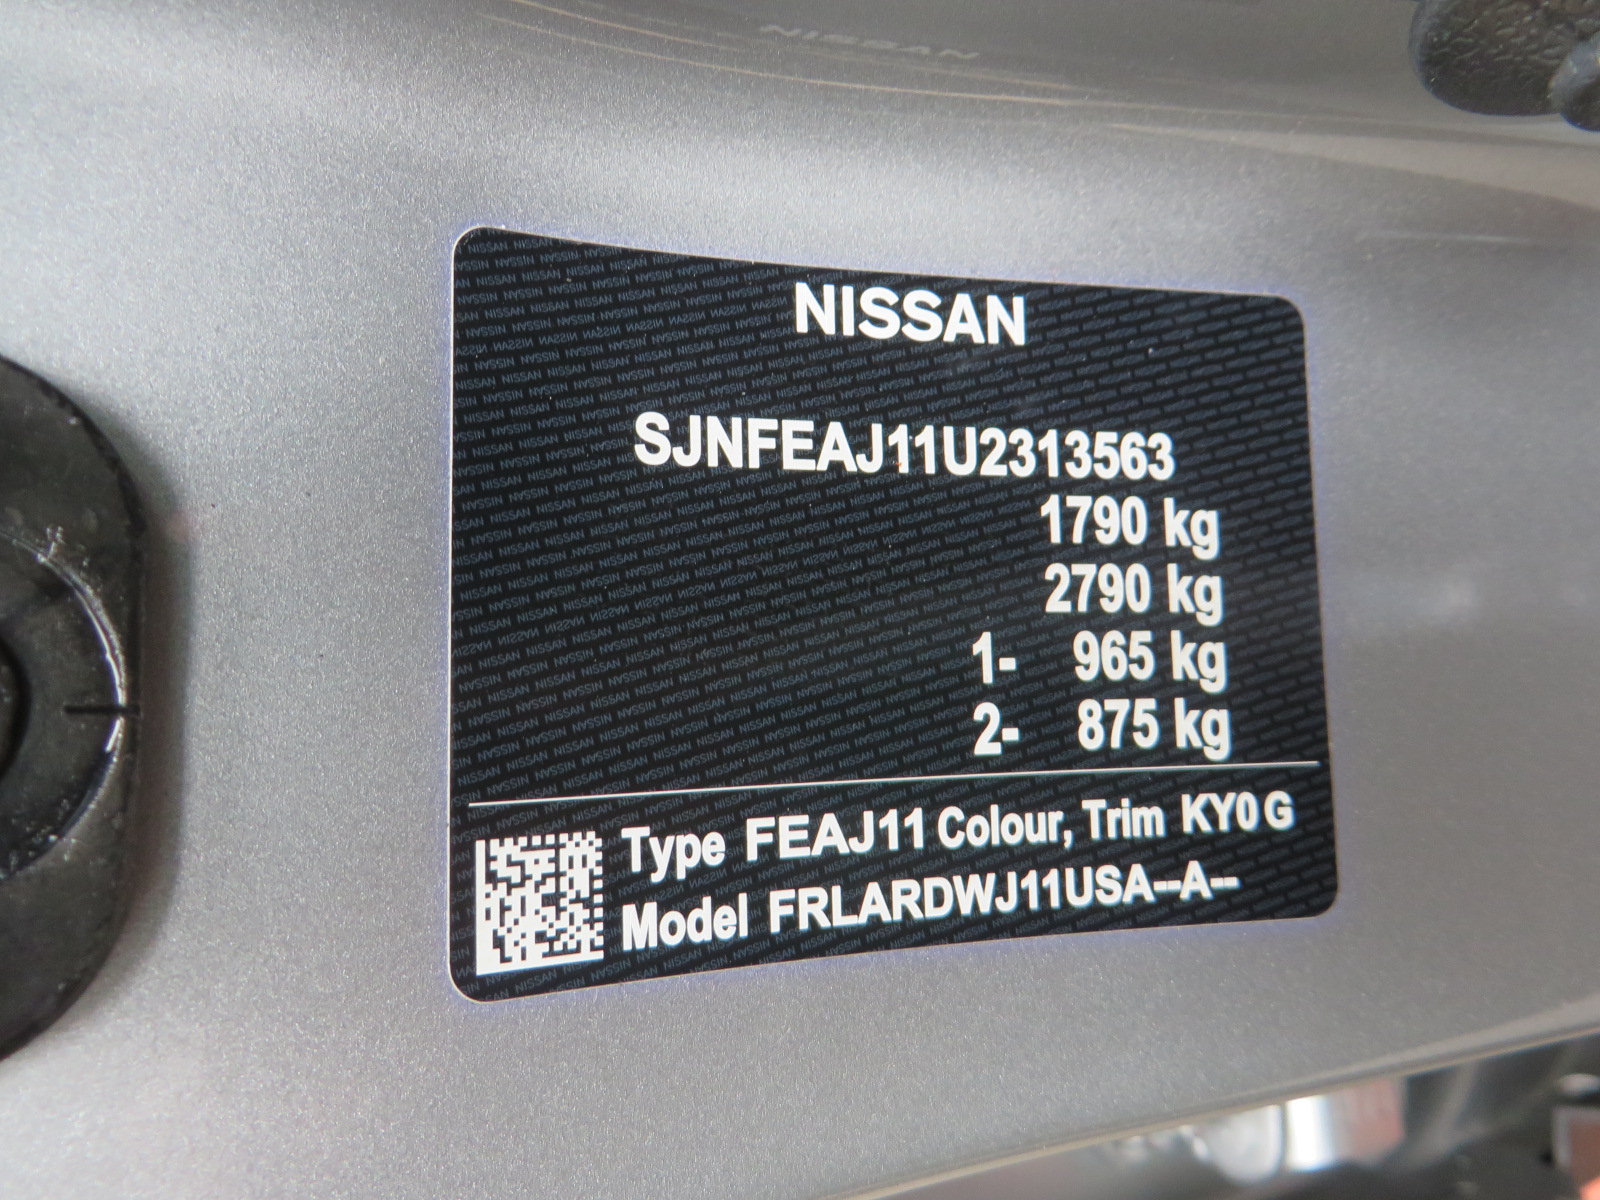 NISSAN
SJNFEAJ11U2313563
1790 kg
2790 kg
1- 965 kg
2- 875 kg
Type FEAJ11 Colour, Trim KY0 G
Model FRLARDWJ11USA--A--